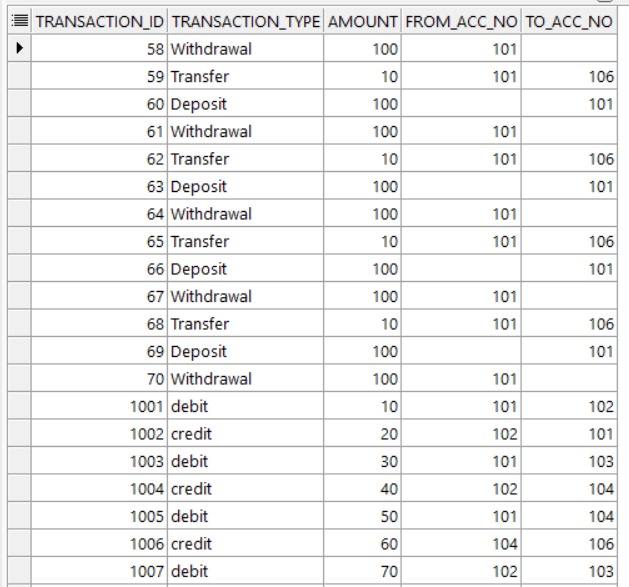 TRANSACTION_ID TRANSACTION_TYPE AMOUNT FROM_ACC_NO TO_ACC_NO
58 Withdrawal 100 101
59 Transfer 10 101 106
60 Deposit 100 101
61 Withdrawal 100 101
62 Transfer 10 101 106
63 Deposit 100 101
64 Withdrawal 100 101
65 Transfer 10 101 106
66 Deposit 100 101
67 Withdrawal 100 101
68 Transfer 10 101 106
69 Deposit 100 101
70 Withdrawal 100 101
1001 debit 10 101 102
1002 credit 20 102 101
1003 debit 30 101 103
1004 credit 40 102 104
1005 debit 50 101 104
1006 credit 60 104 106
1007 debit 70 102 103